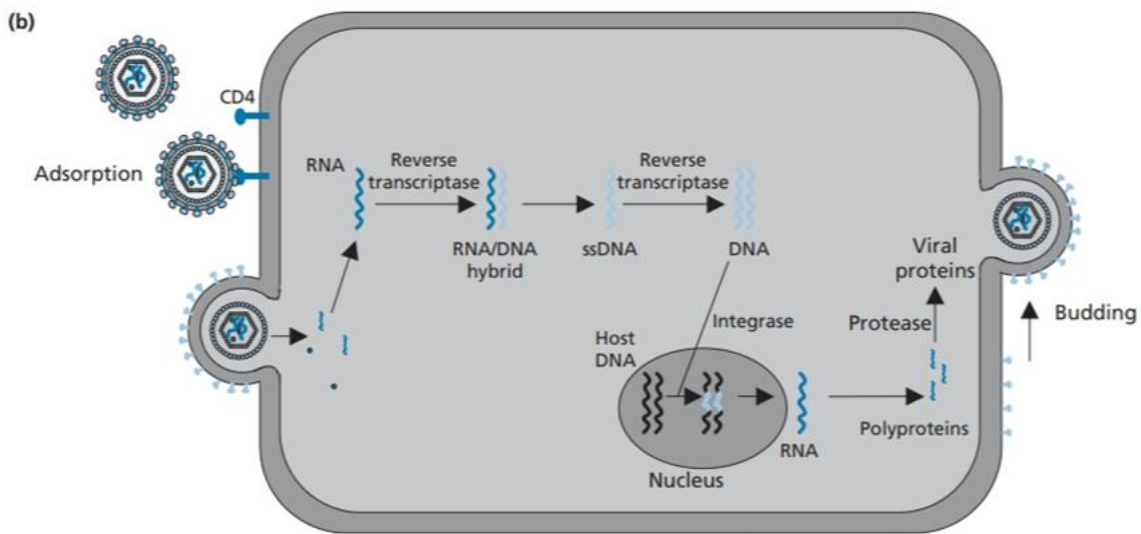 (b)
CD4
Adsorption
RNA
Reverse
transcriptase
RNA/DNA
hybrid
ssDNA
Reverse
transcriptase
DNA
Integrase
Host
DNA
Nucleus
RNA
Polyproteins
Protease
Viral
proteins
Budding